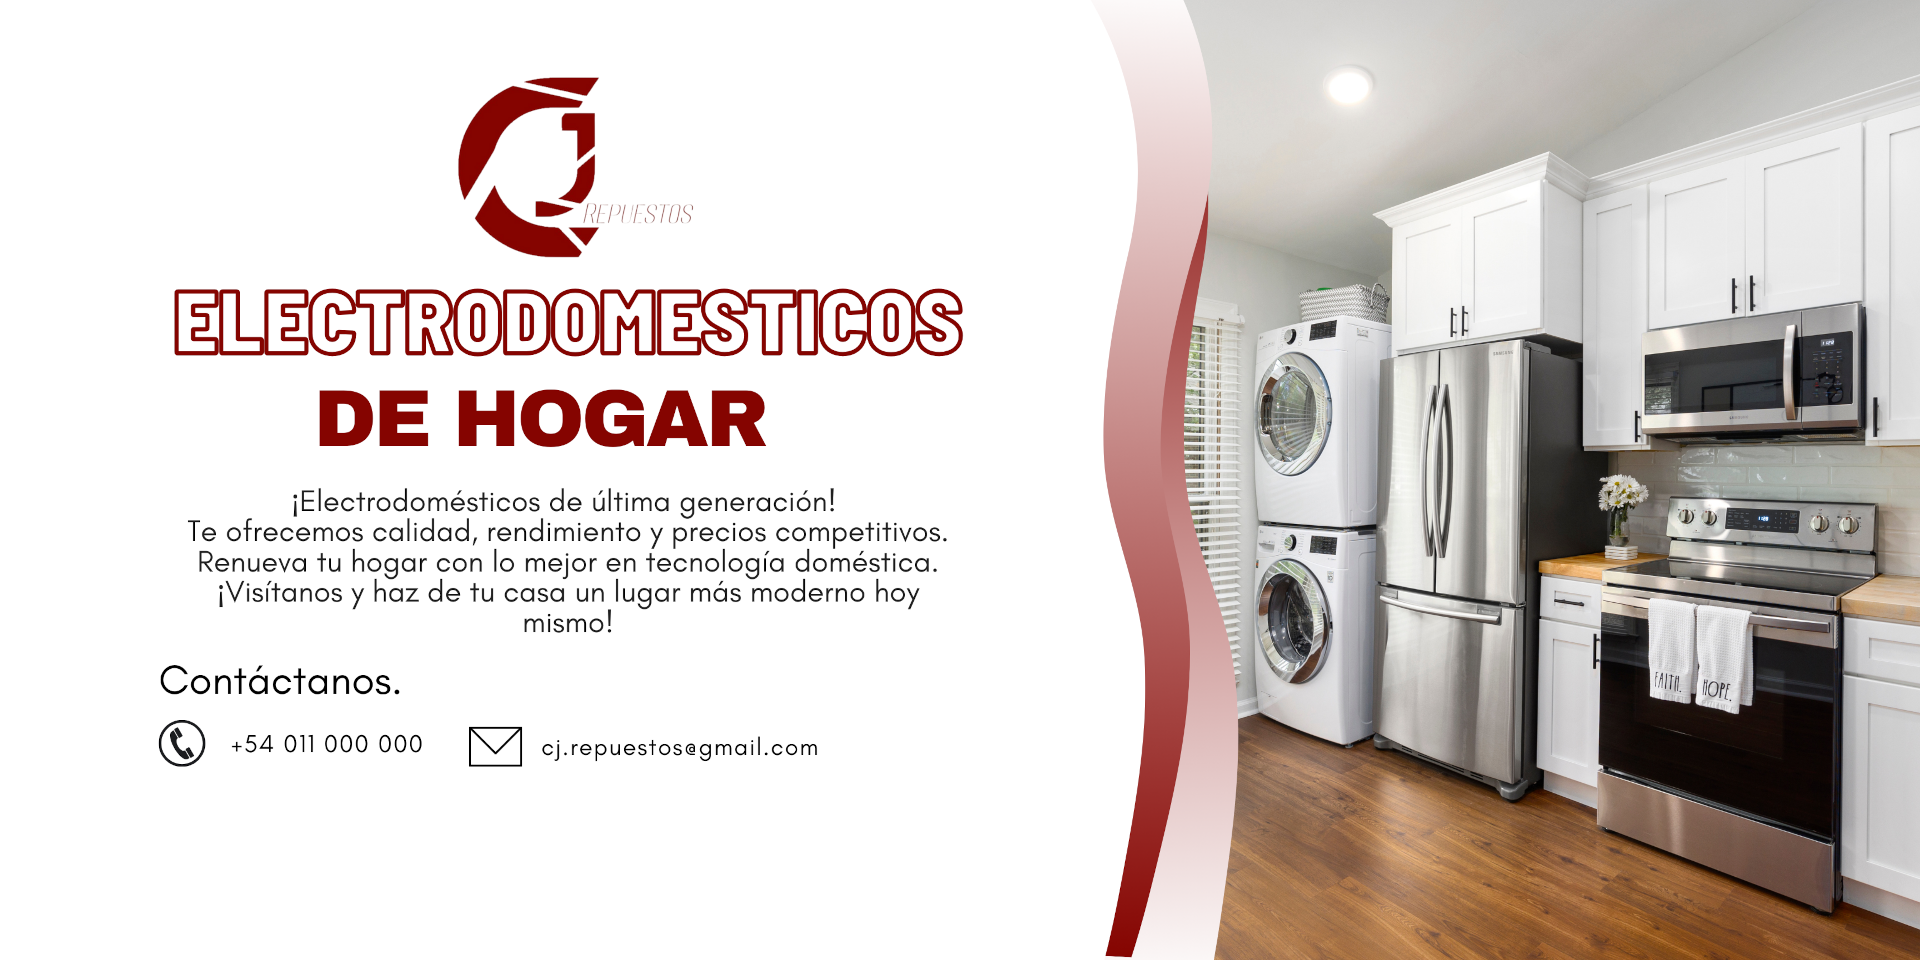 CJ
REPUESTOS
ELECTRODOMESTICOS
DE HOGAR
¡Electrodomésticos de última generación!
Te ofrecemos calidad, rendimiento y precios competitivos.
Renueva tu hogar con lo mejor en tecnología doméstica.
¡Visítanos y haz de tu casa un lugar más moderno hoy
mismo!
Contáctanos.
+54 011 000 000
cj.repuestos@gmail.com
SAMSUNG
FAITH.
HOPE.